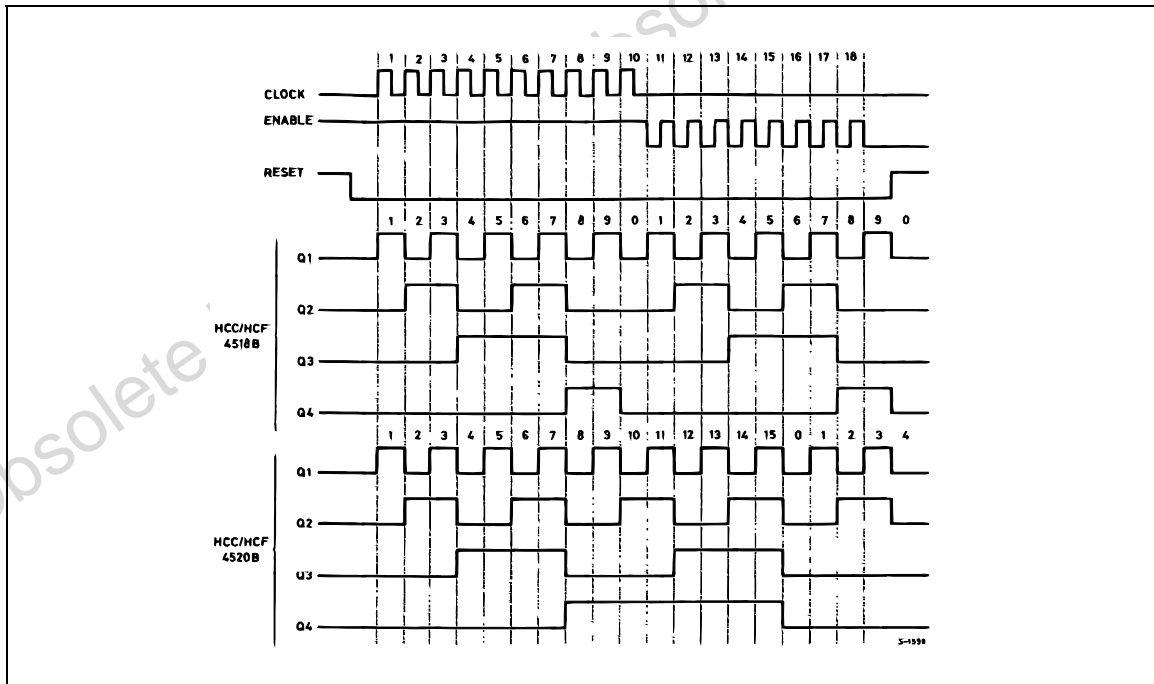 obsolete
1 2 3 4 5 6 7 8 9 10 11 12 13 14 15 16 17 18
CLOCK
ENABLE
RESET
1 2 3 4 5 6 7 8 9 0 1 2 3 4 5 6 7 8 9 0
Q1
Q2
HCC/HCF
4518B
Q3
Q4
obsolete
1 2 3 4 5 6 7 8 9 10 11 12 13 14 15 0 1 2 3 4
Q1
Q2
HCC/HCF
4520B
Q3
Q4
S-1590